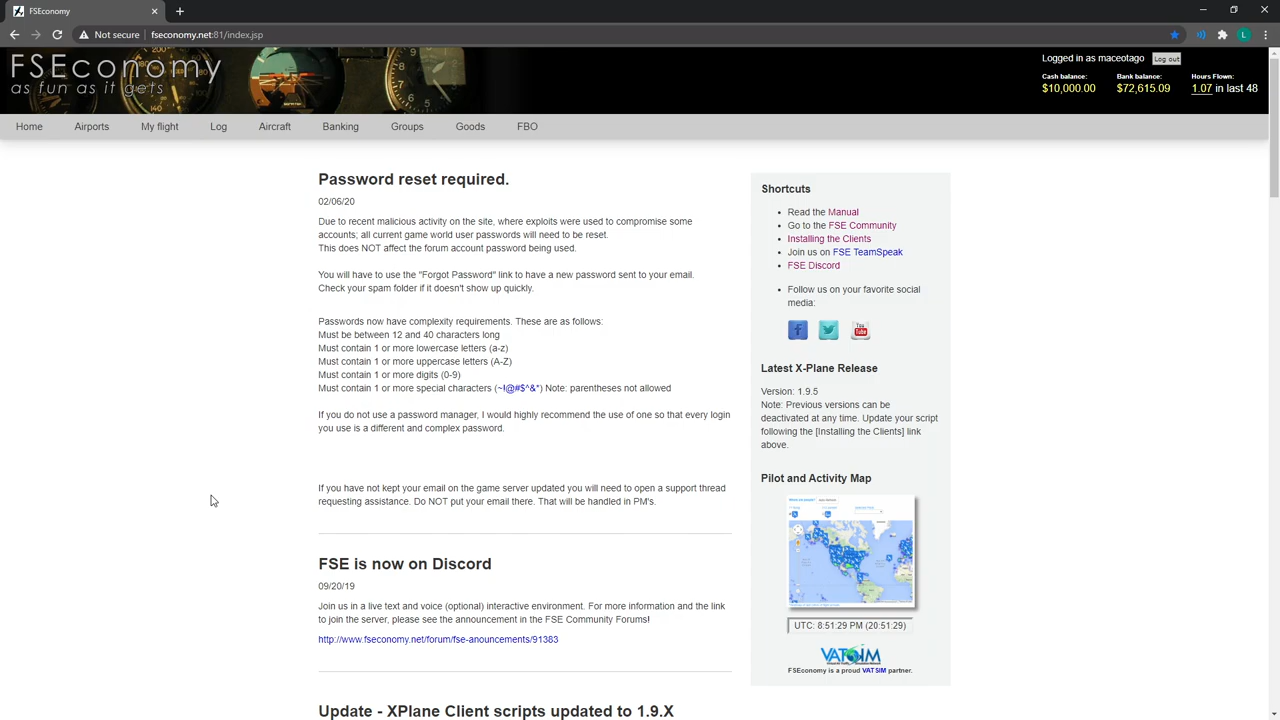 FSEconomy
Not secure | fseconomy.net:81/index.jsp
L
FSEconomy
as fun as it gets
Logged in as maceotago Log out
Cash balance: Bank balance: Hours Flown:
$10,000.00 $72,615.09 1.07 in last 48
Home Airports My flight Log Aircraft Banking Groups Goods FBO
Password reset required.
02/06/20
Due to recent malicious activity on the site, where exploits were used to compromise some
accounts; all current game world user passwords will need to be reset.
This does NOT affect the forum account password being used.
You will have to use the "Forgot Password" link to have a new password sent to your email.
Check your spam folder if it doesn't show up quickly.
Passwords now have complexity requirements. These are as follows:
Must be between 12 and 40 characters long
Must contain 1 or more lowercase letters (a-z)
Must contain 1 or more uppercase letters (A-Z)
Must contain 1 or more digits (0-9)
Must contain 1 or more special characters (~!@#$^&*) Note: parentheses not allowed
If you do not use a password manager, I would highly recommend the use of one so that every login
you use is a different and complex password.
If you have not kept your email on the game server updated you will need to open a support thread
requesting assistance. Do NOT put your email there. That will be handled in PM's.
FSE is now on Discord
09/20/19
Join us in a live text and voice (optional) interactive environment. For more information and the link
to join the server, please see the announcement in the FSE Community Forums!
http://www.fseconomy.net/forum/fse-anouncements/91383
Update - XPlane Client scripts updated to 1.9.X
Shortcuts
Read the Manual
Go to the FSE Community
Installing the Clients
Join us on FSE TeamSpeak
FSE Discord
Follow us on your favorite social
media:
You
Tube
Latest X-Plane Release
Version: 1.9.5
Note: Previous versions can be
deactivated at any time. Update your script
following the [Installing the Clients] link
above.
Pilot and Activity Map
UTC: 8:51:29 PM (20:51:29)
VATSIM
FSEconomy is a proud VATSIM partner.